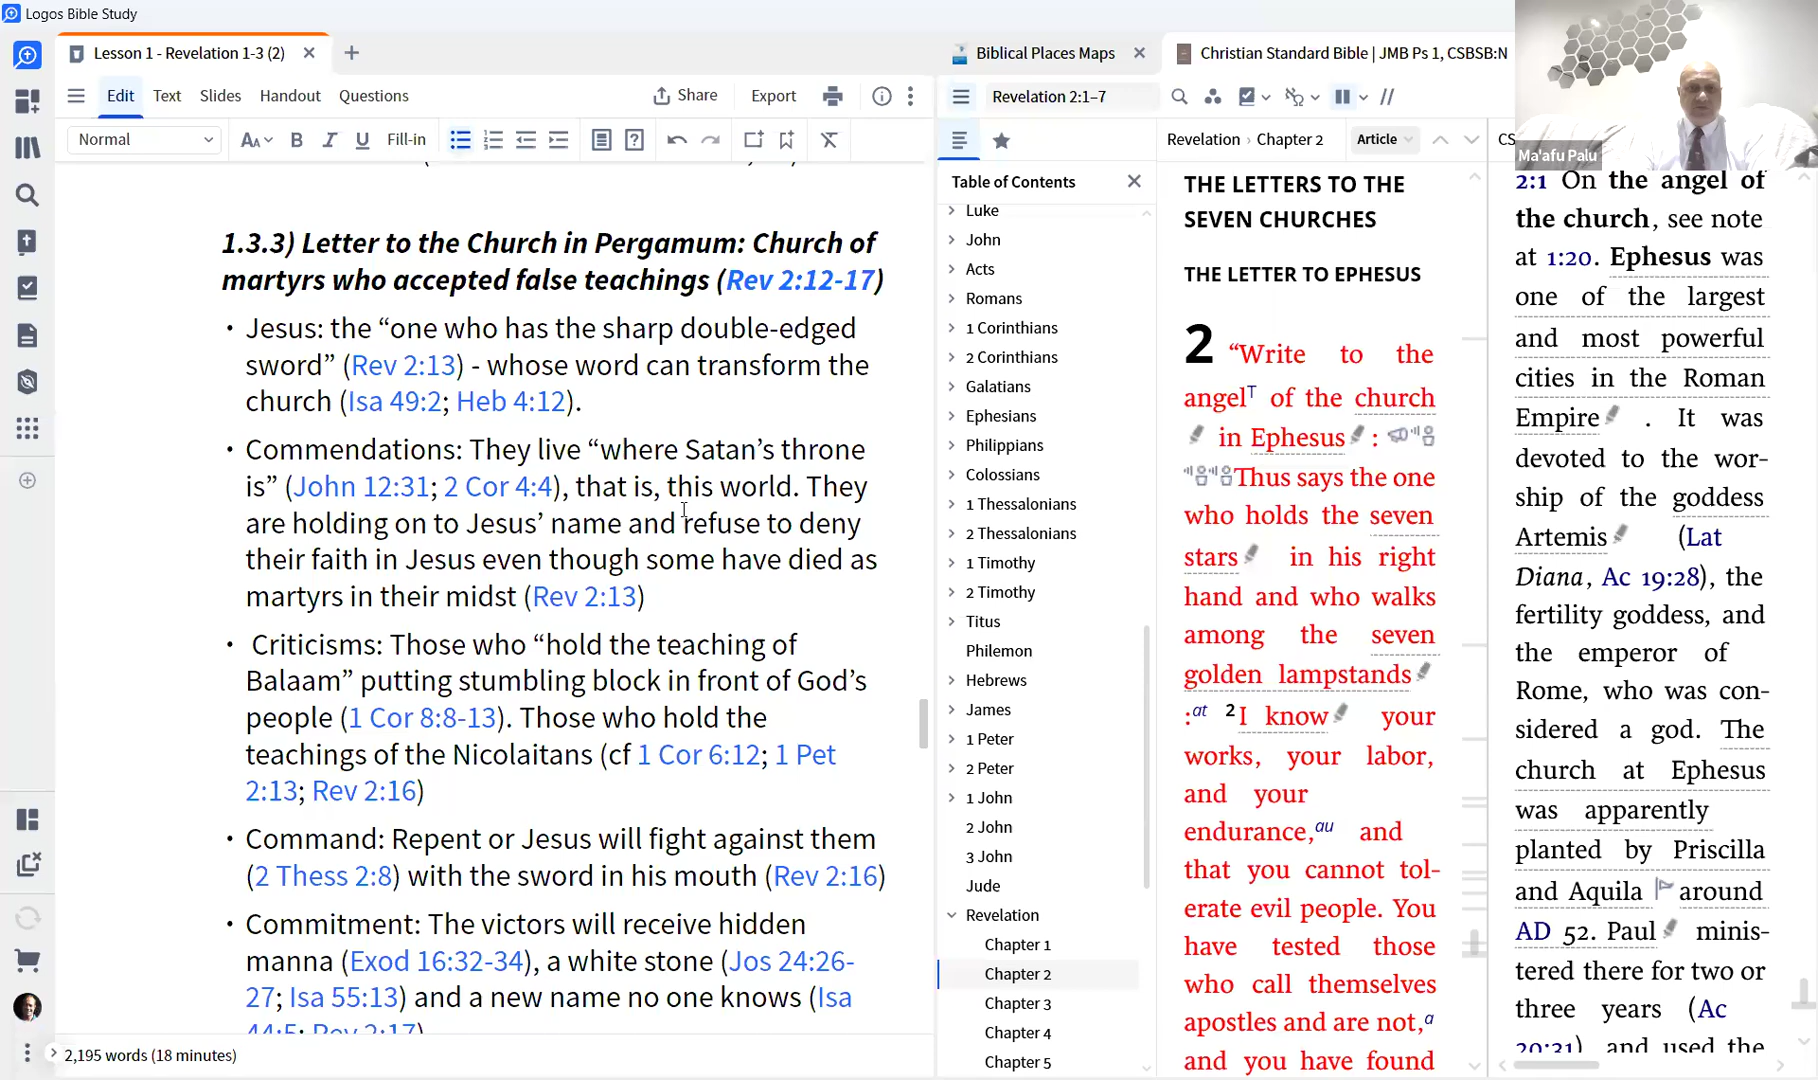 Logos Bible Study
Lesson 1 - Revelation 1-3 (2)
Edit Text Slides Handout Questions
Share Export
Normal
Fill-in
1.3.3) Letter to the Church in Pergamum: Church of
martyrs who accepted false teachings (Rev 2:12-17)
• Jesus: the “one who has the sharp double-edged
sword” (Rev 2:13) - whose word can transform the
church (Isa 49:2; Heb 4:12).
• Commendations: They live “where Satan’s throne
is” (John 12:31; 2 Cor 4:4), that is, this world. They
are holding on to Jesus’ name and refuse to deny
their faith in Jesus even though some have died as
martyrs in their midst (Rev 2:13)
• Criticisms: Those who “hold the teaching of
Balaam” putting stumbling block in front of God’s
people (1 Cor 8:8-13). Those who hold the
teachings of the Nicolaitans (cf 1 Cor 6:12; 1 Pet
2:13; Rev 2:16)
• Command: Repent or Jesus will fight against them
(2 Thess 2:8) with the sword in his mouth (Rev 2:16)
• Commitment: The victors will receive hidden
manna (Exod 16:32-34), a white stone (Jos 24:26-
27; Isa 55:13) and a new name no one knows (Isa
44:5; Rev 2:17)
2,195 words (18 minutes)
Biblical Places Maps
Christian Standard Bible | JMB Ps 1, CSBSB:N
Revelation 2:1–7
Table of Contents
Luke
John
Acts
Romans
1 Corinthians
2 Corinthians
Galatians
Ephesians
Philippians
Colossians
1 Thessalonians
2 Thessalonians
1 Timothy
2 Timothy
Titus
Philemon
Hebrews
James
1 Peter
2 Peter
1 John
2 John
3 John
Jude
Revelation
Chapter 1
Chapter 2
Chapter 3
Chapter 4
Chapter 5
Revelation › Chapter 2 Article
THE LETTERS TO THE
SEVEN CHURCHES
THE LETTER TO EPHESUS
2 “Write to the
angelT of the church
in Ephesus :
Thus says the one
who holds the seven
stars in his right
hand and who walks
among the seven
golden lampstands
:at 2 I know your
works, your labor,
and your
endurance,au and
that you cannot tol-
erate evil people. You
have tested those
who call themselves
apostles and are not,a
and you have found
CS
Ma'afu Palu
2:1 On the angel of
the church, see note
at 1:20. Ephesus was
one of the largest
and most powerful
cities in the Roman
Empire . It was
devoted to the wor-
ship of the goddess
Artemis (Lat
Diana, Ac 19:28), the
fertility goddess, and
the emperor of
Rome, who was con-
sidered a god. The
church at Ephesus
was apparently
planted by Priscilla
and Aquila around
AD 52. Paul minis-
tered there for two or
three years (Ac
20:31), and used the